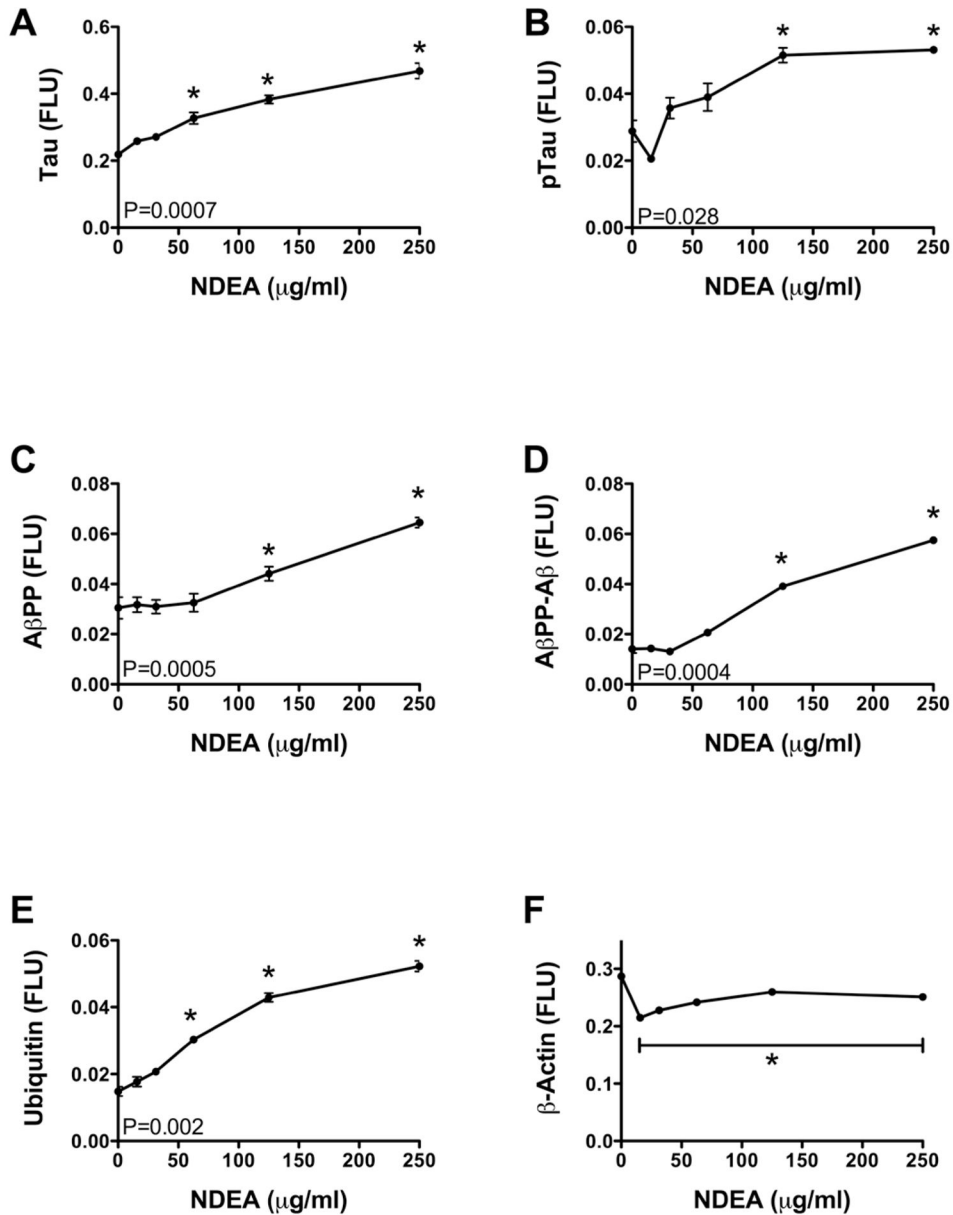 A
Tau (FLU)
0.6
0.4
0.2
0.0
* * *
P=0.0007
0 50 100 150 200 250
NDEA (μg/ml)
B
pTau (FLU)
0.06
0.04
0.02
0.00
* *
P=0.028
0 50 100 150 200 250
NDEA (μg/ml)
C
AβPP (FLU)
0.08
0.06
0.04
0.02
0.00
* *
P=0.0005
0 50 100 150 200 250
NDEA (μg/ml)
D
AβPP-Aβ (FLU)
0.08
0.06
0.04
0.02
0.00
* *
P=0.0004
0 50 100 150 200 250
NDEA (μg/ml)
E
Ubiquitin (FLU)
0.06
0.04
0.02
0.00
* * *
P=0.002
0 50 100 150 200 250
NDEA (μg/ml)
F
β-Actin (FLU)
0.3
0.2
0.1
0.0
*
0 50 100 150 200 250
NDEA (μg/ml)